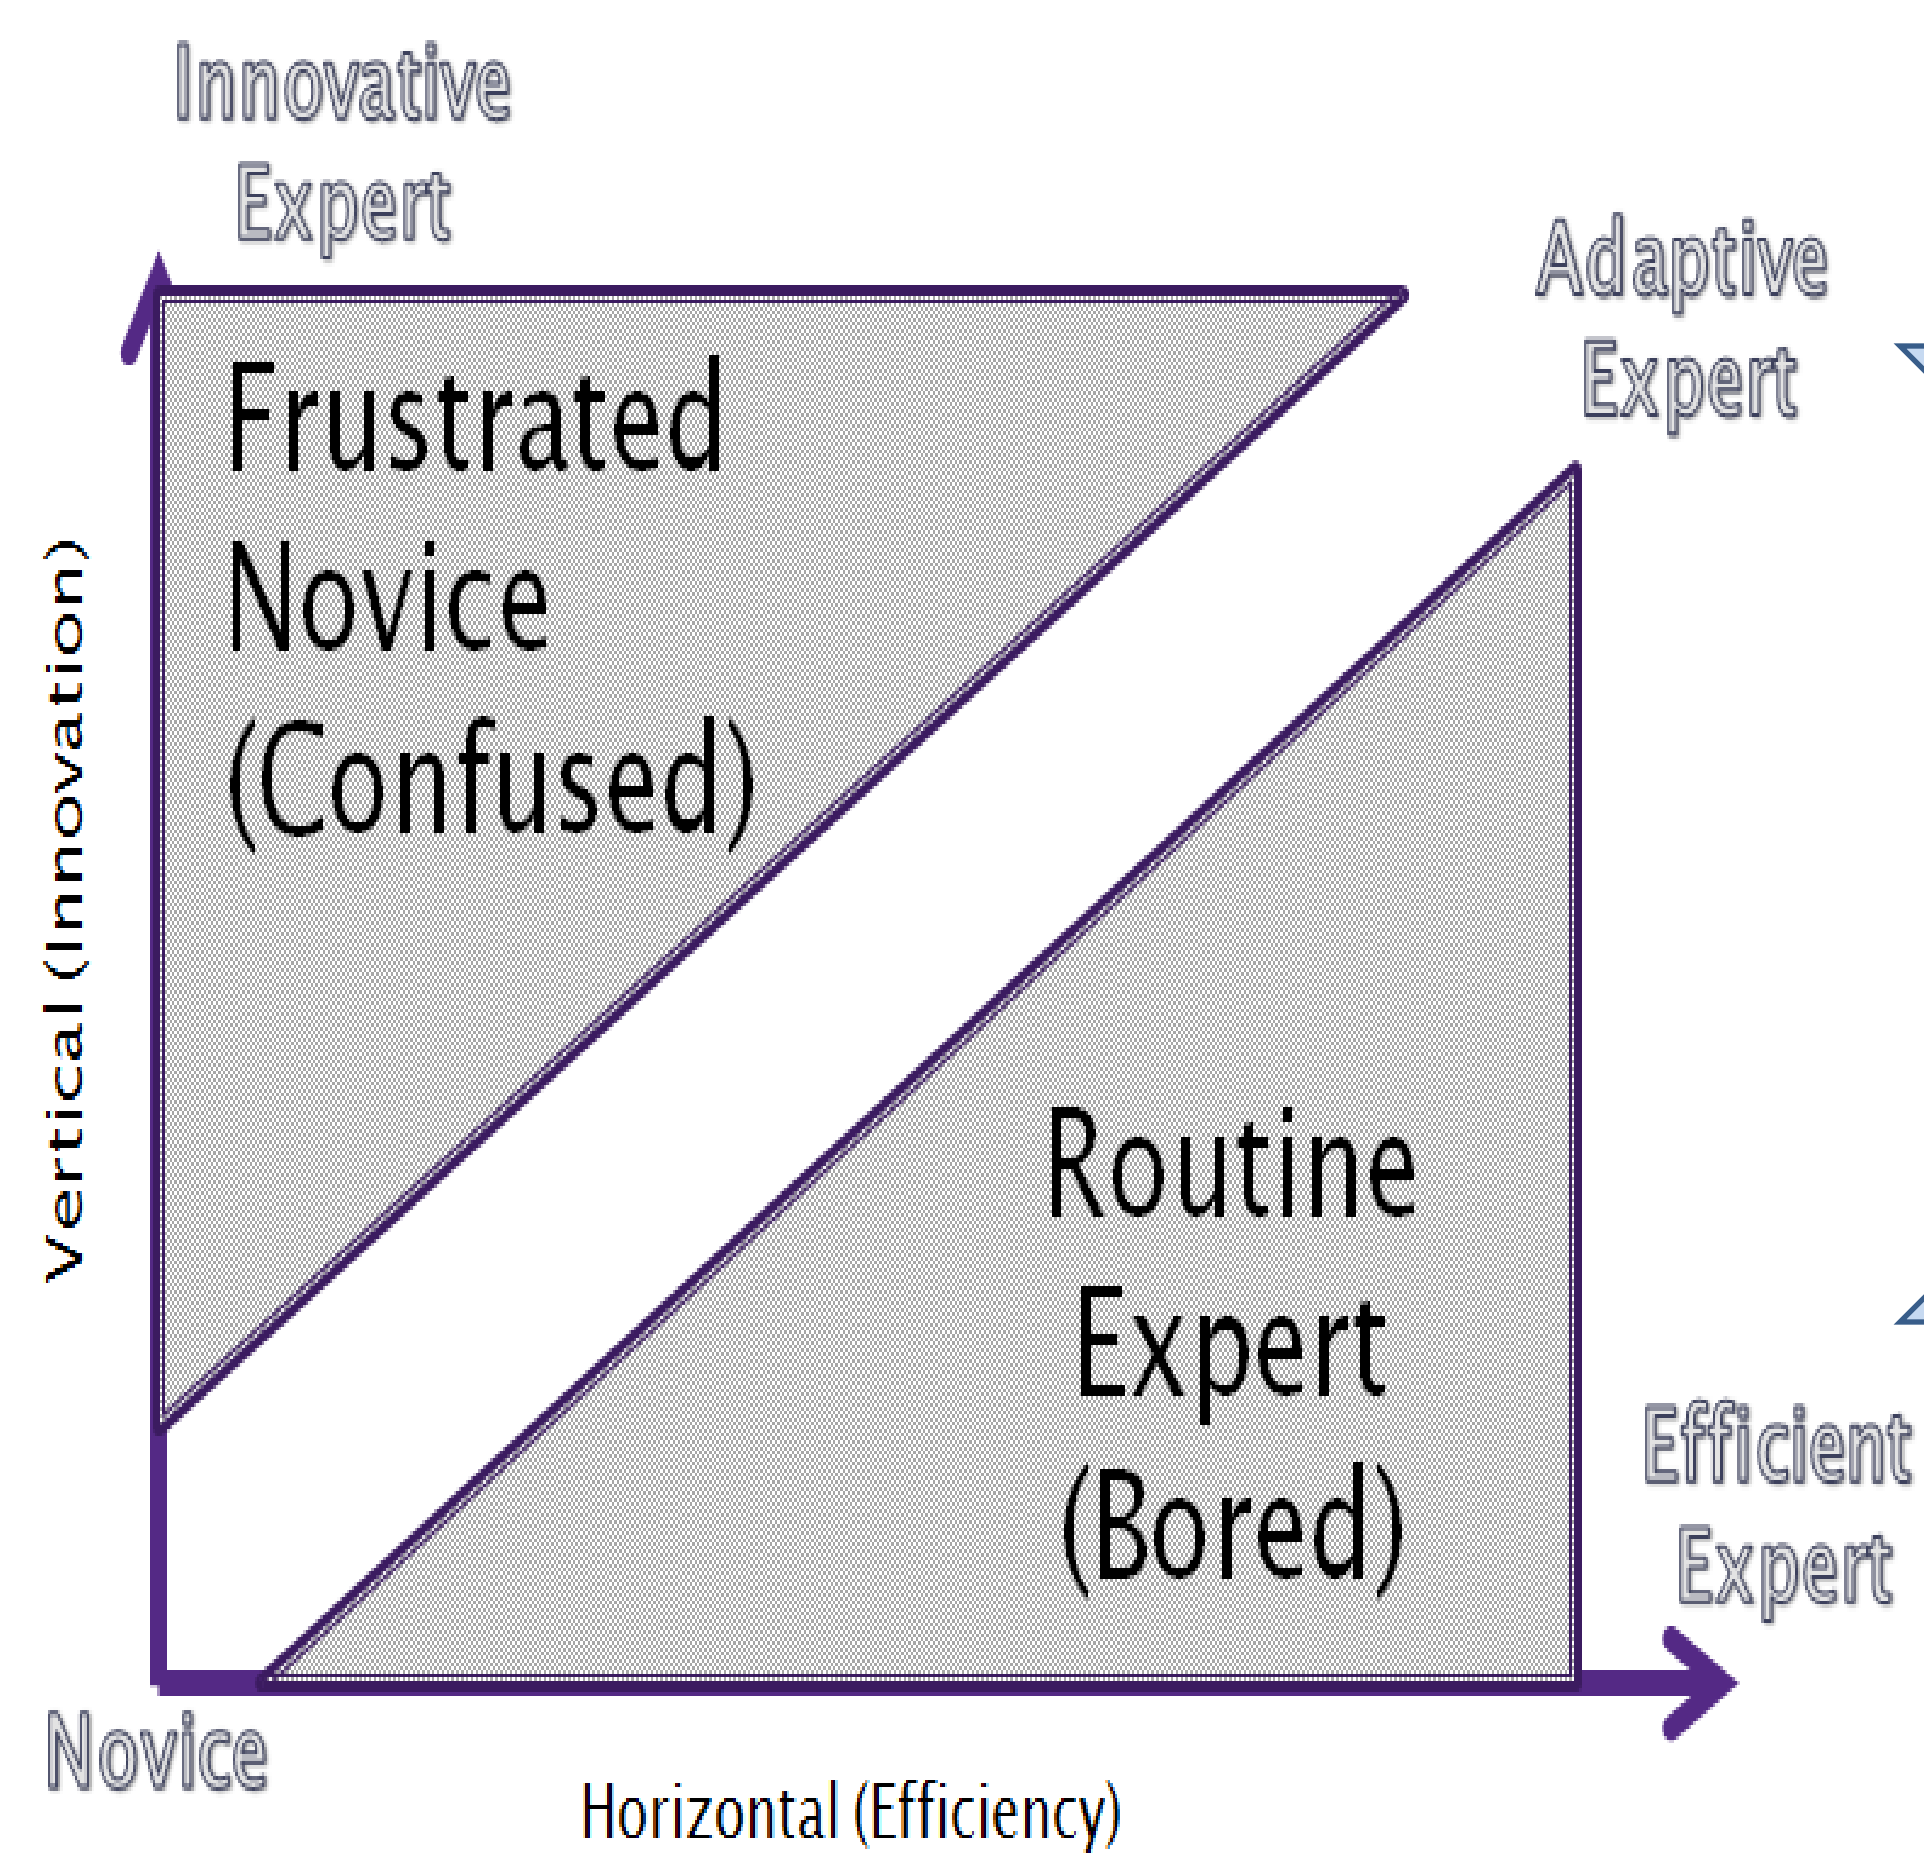 Innovative
Expert
Adaptive
Expert
Frustrated
Novice
(Confused)
Vertical (Innovation)
Routine
Expert
(Bored)
Efficient
Expert
Novice
Horizontal (Efficiency)